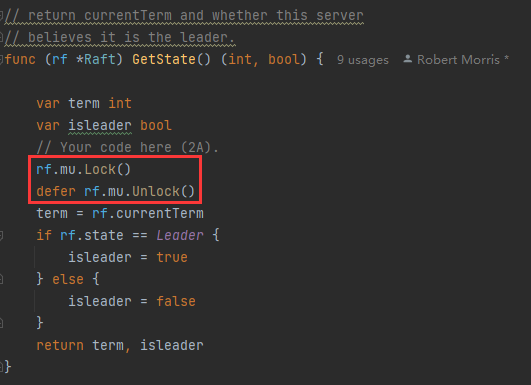 // return currentTerm and whether this server
// believes it is the leader.
func (rf *Raft) GetState() (int, bool) { 9 usages Robert Morris *
var term int
var isleader bool
// Your code here (2A).
rf.mu.Lock()
defer rf.mu.Unlock()
term = rf.currentTerm
if rf.state == Leader {
isleader = true
} else {
isleader = false
}
return term, isleader
}